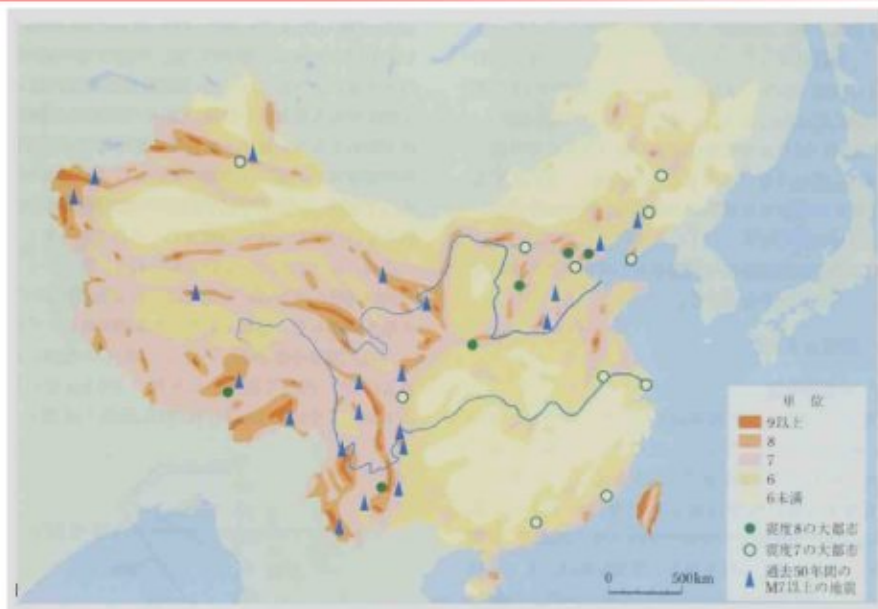 単 位
9以上
8
7
6
6未満
震度8の大都市
震度7の大都市
過去50年間の
M7以上の地震
0 500km